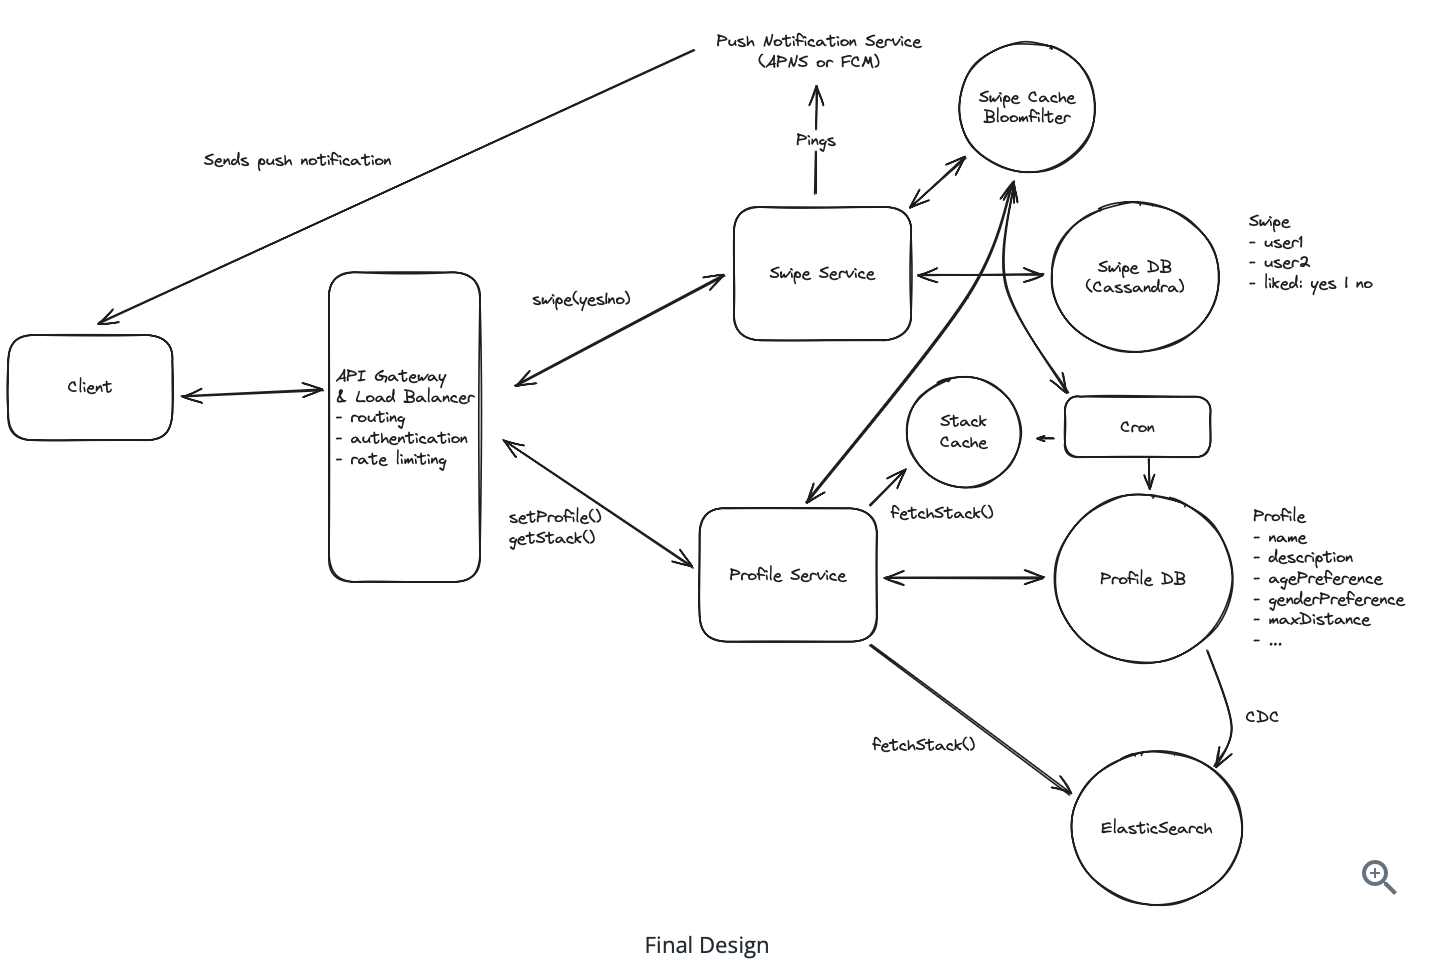 Push Notification Service
(APNS or FCM)
Swipe Cache
Bloomfilter
Pings
Sends push notification
Swipe
- user1
- user2
- liked: yes | no
Swipe Service
Swipe DB
(Cassandra)
swipe(yes|no)
Client
API Gateway
& Load Balancer
- routing
- authentication
- rate limiting
Stack
Cache
Cron
fetchStack()
setProfile()
getStack()
Profile
- name
- description
- agePreference
- genderPreference
- maxDistance
- ...
Profile Service
Profile DB
CDC
fetchStack()
ElasticSearch
Final Design